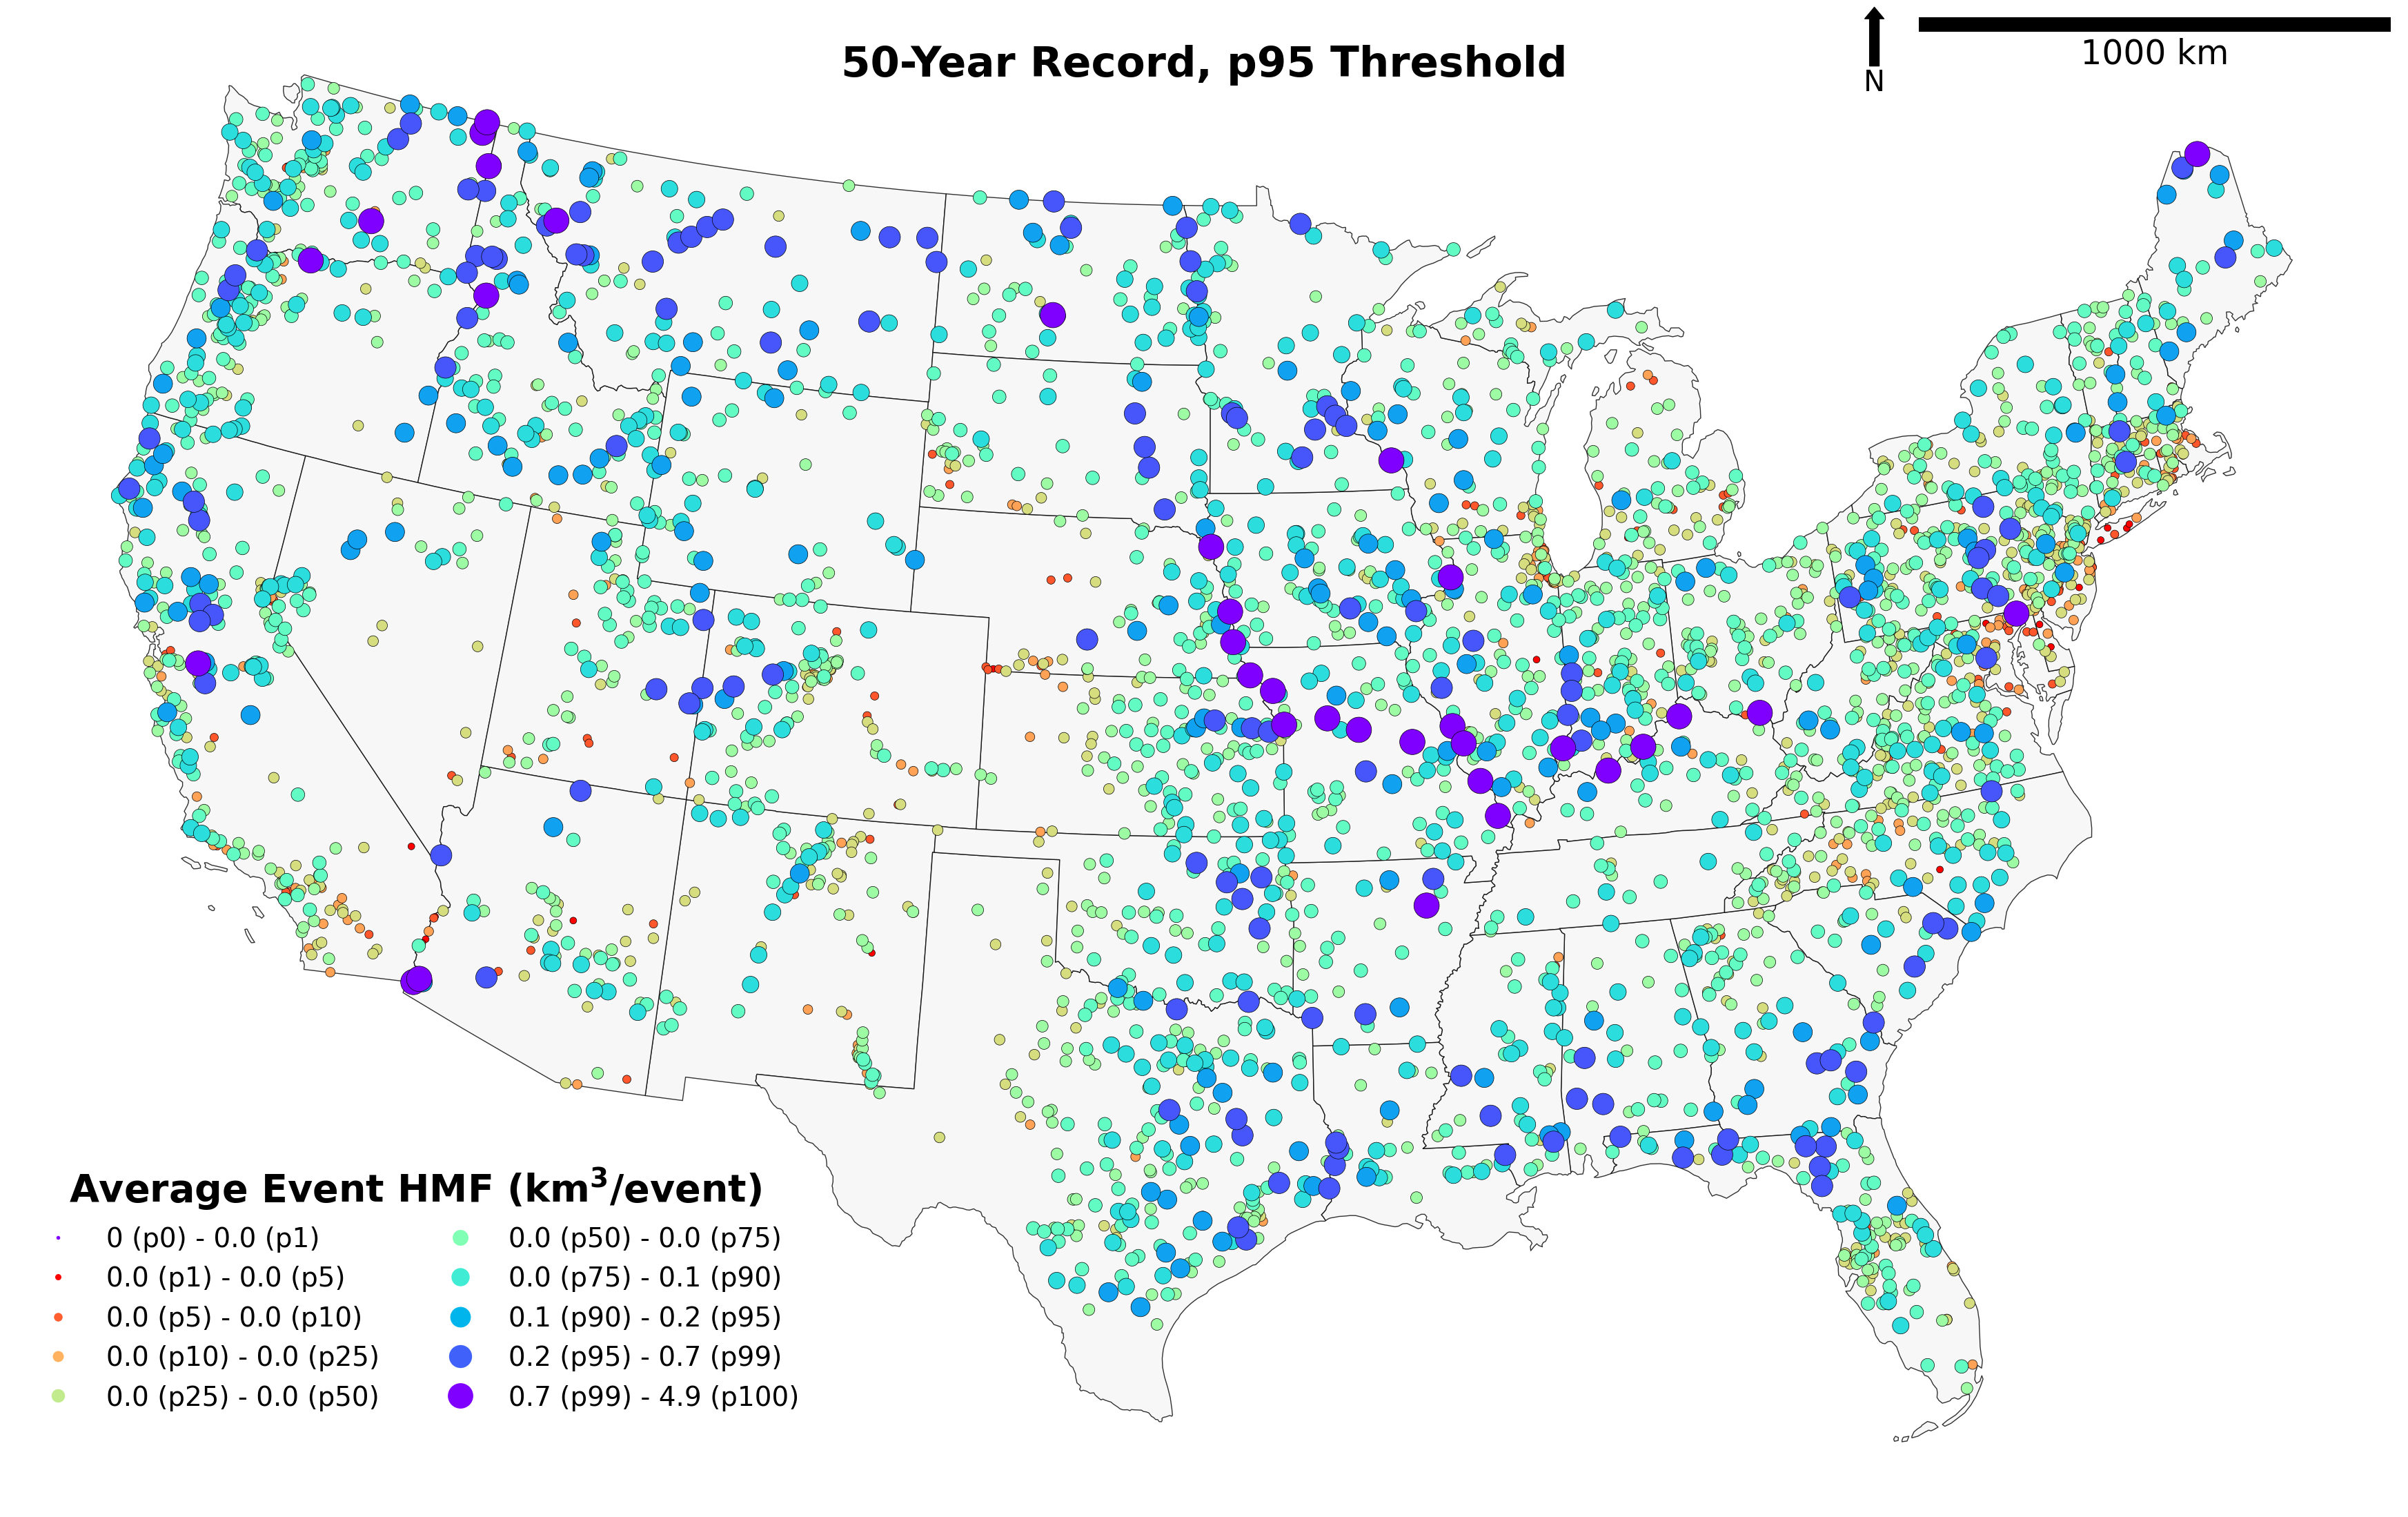 50-Year Record, p95 Threshold
N
1000 km
Average Event HMF (km³/event)
0 (p0) - 0.0 (p1)
0.0 (p1) - 0.0 (p5)
0.0 (p5) - 0.0 (p10)
0.0 (p10) - 0.0 (p25)
0.0 (p25) - 0.0 (p50)
0.0 (p50) - 0.0 (p75)
0.0 (p75) - 0.1 (p90)
0.1 (p90) - 0.2 (p95)
0.2 (p95) - 0.7 (p99)
0.7 (p99) - 4.9 (p100)